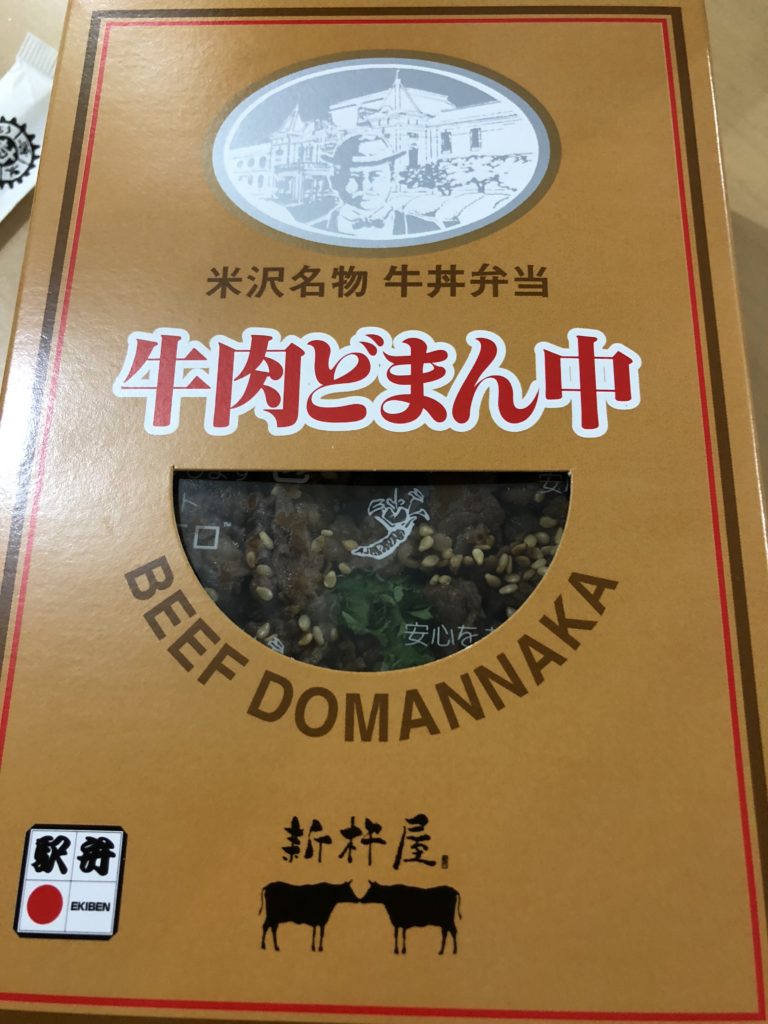 米沢名物 牛丼弁当
牛肉どまん中
安心を
BEEF DOMANNAKA
新杵屋
駅弁
EKIBEN